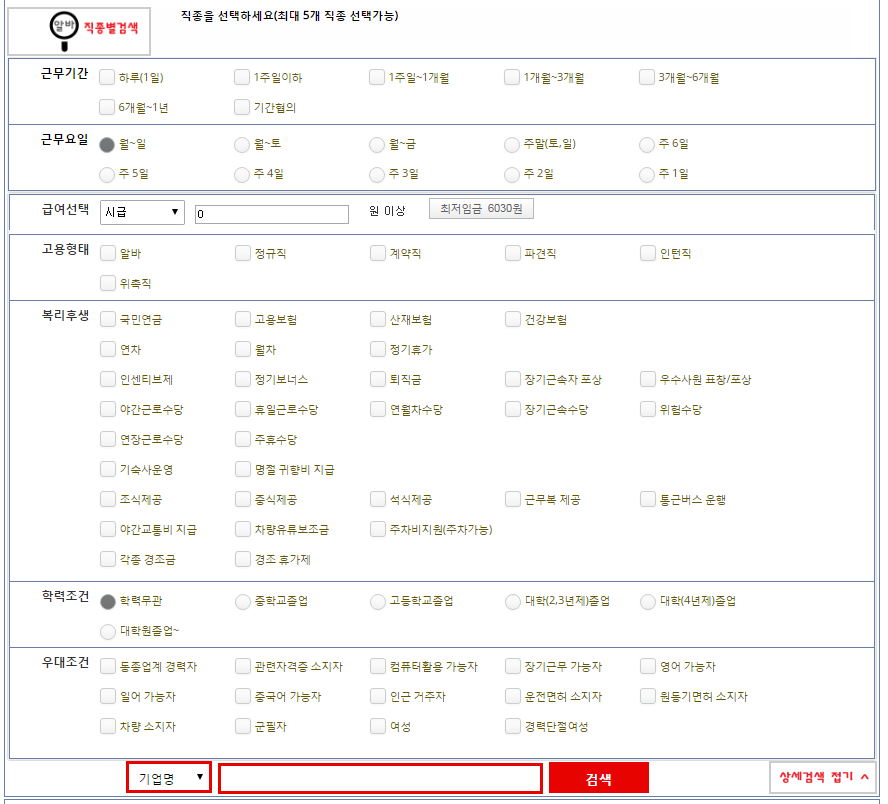 알바 직종별검색 직종을 선택하세요(최대 5개 직종 선택가능)
근무기간 하루(1일) 1주일이하 1주일~1개월 1개월~3개월 3개월~6개월
6개월~1년 기간협의
근무요일 월~일 월~토 월~금 주말(토,일) 주 6일
주 5일 주 4일 주 3일 주 2일 주 1일
급여선택 시급 0 원 이상 최저임금 6030원
고용형태 알바 정규직 계약직 파견직 인턴직
위촉직
복리후생 국민연금 고용보험 산재보험 건강보험
연차 월차 정기휴가
인센티브제 정기보너스 퇴직금 장기근속자 포상 우수사원 표창/포상
야간근로수당 휴일근로수당 연월차수당 장기근속수당 위험수당
연장근로수당 주휴수당
기숙사운영 명절 귀향비 지급
조식제공 중식제공 석식제공 근무복 제공 통근버스 운행
야간교통비 지급 차량유류보조금 주차비지원(주차가능)
각종 경조금 경조 휴가제
학력조건 학력무관 중학교졸업 고등학교졸업 대학(2,3년제)졸업 대학(4년제)졸업
대학원졸업~
우대조건 동종업계 경력자 관련자격증 소지자 컴퓨터활용 가능자 장기근무 가능자 영어 가능자
일어 가능자 중국어 가능자 인근 거주자 운전면허 소지자 원동기면허 소지자
차량 소지자 군필자 여성 경력단절여성
기업명 검색 상세검색 접기 ^